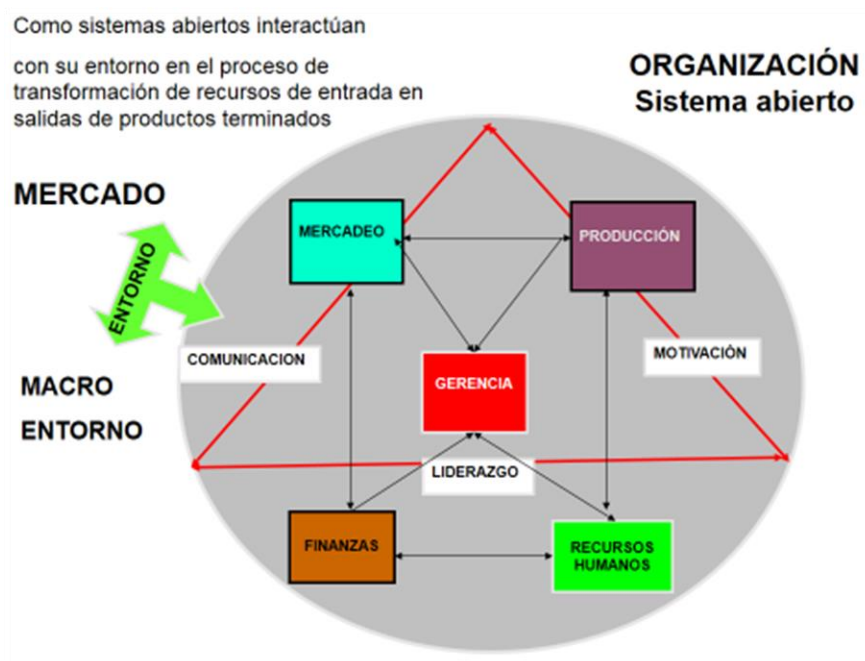 Como sistemas abiertos interactúan
con su entorno en el proceso de
transformación de recursos de entrada en
salidas de productos terminados
ORGANIZACIÓN
Sistema abierto
MERCADO
ENTORNO
MACRO
ENTORNO
MERCADEO
PRODUCCIÓN
COMUNICACION
MOTIVACIÓN
GERENCIA
LIDERAZGO
FINANZAS
RECURSOS
HUMANOS